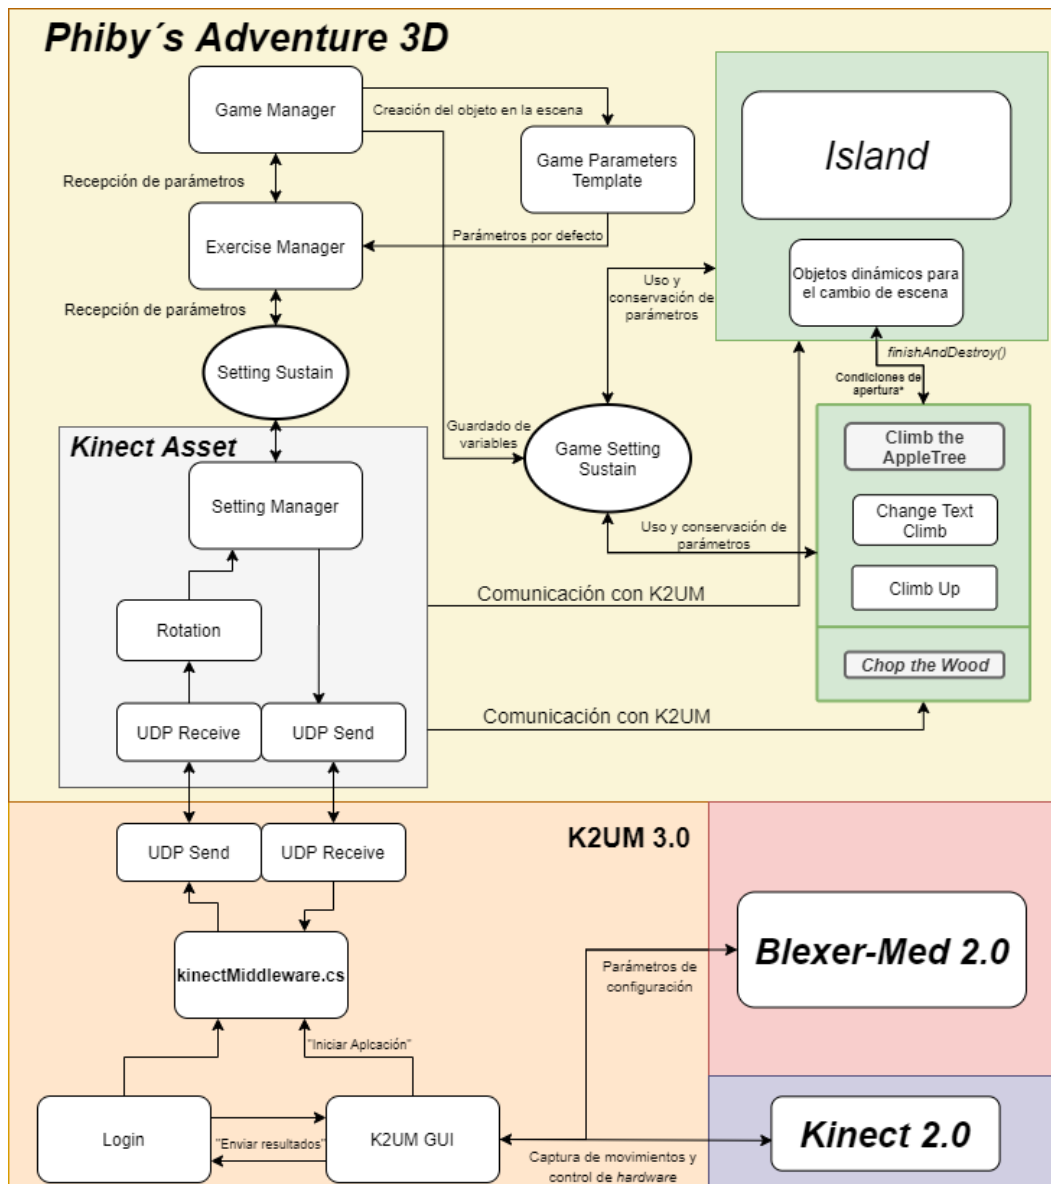 Phiby´s Adventure 3D
Game Manager
Creación del objeto en la escena
Game Parameters
Template
Recepción de parámetros
Exercise Manager
Parámetros por defecto
Recepción de parámetros
Setting Sustain
Island
Objetos dinámicos para
el cambio de escena
Uso y
conservación de
parámetros
finishAndDestroy()
Condiciones de
apertura*
Guardado de
variables
Game Setting
Sustain
Uso y conservación de
parámetros
Climb the
AppleTree
Change Text
Climb
Climb Up
Chop the Wood
Kinect Asset
Setting Manager
Rotation
UDP Receive
UDP Send
Comunicación con K2UM
Comunicación con K2UM
K2UM 3.0
UDP Send
UDP Receive
kinectMiddleware.cs
"Iniciar Aplcación"
Login
"Enviar resultados"
K2UM GUI
Parámetros de
configuración
Captura de movimientos y
control de hardware
Blexer-Med 2.0
Kinect 2.0